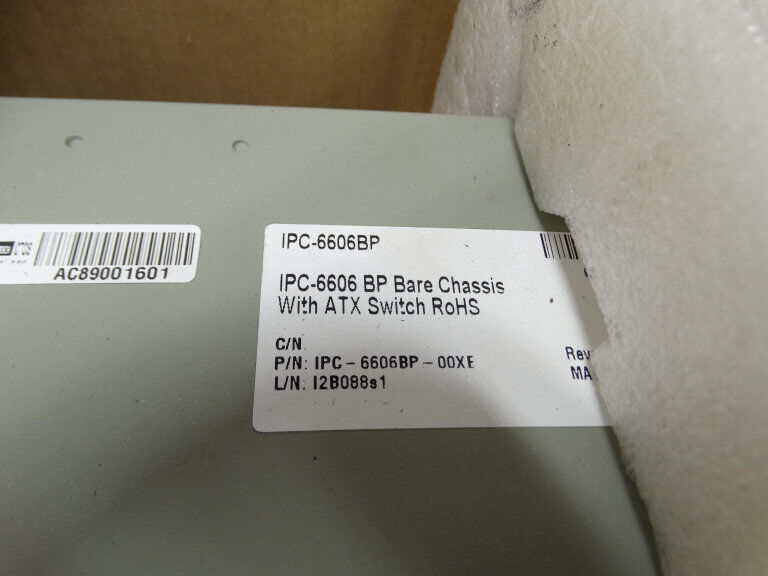 IPC-6606BP
IPC-6606 BP Bare Chassis
With ATX Switch RoHS
C/N
P/N: IPC-6606BP-00XE
L/N: I2B088s1
Rev
MA
AC89001601